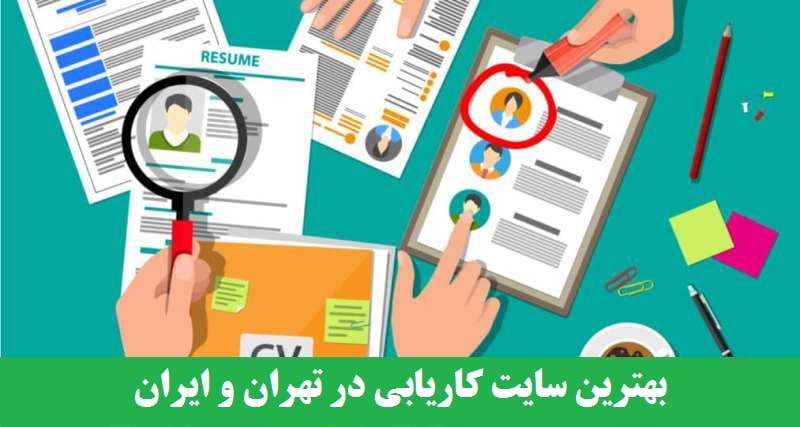 RESUME
CV
بهترین سایت کاریابی در تهران و ایران